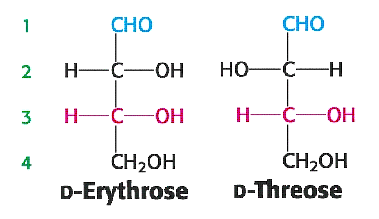 1 CHO CHO
2 H—C—OH HO—C—H
3 H—C—OH H—C—OH
4 CH₂OH CH₂OH
D-Erythrose D-Threose